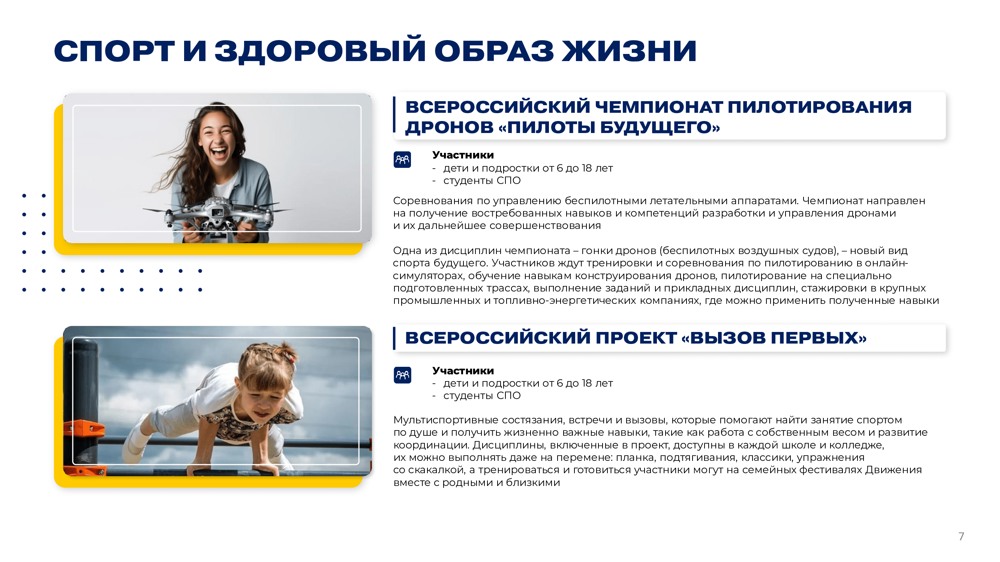 СПОРТ И ЗДОРОВЫЙ ОБРАЗ ЖИЗНИ
ВСЕРОССИЙСКИЙ ЧЕМПИОНАТ ПИЛОТИРОВАНИЯ
ДРОНОВ «ПИЛОТЫ БУДУЩЕГО»
Участники
- дети и подростки от 6 до 18 лет
- студенты СПО
Соревнования по управлению беспилотными летательными аппаратами. Чемпионат направлен
на получение востребованных навыков и компетенций разработки и управления дронами
и их дальнейшее совершенствования
Одна из дисциплин чемпионата – гонки дронов (беспилотных воздушных судов), – новый вид
спорта будущего. Участников ждут тренировки и соревнования по пилотированию в онлайн-
симуляторах, обучение навыкам конструирования дронов, пилотирование на специально
подготовленных трассах, выполнение заданий и прикладных дисциплин, стажировки в крупных
промышленных и топливно-энергетических компаниях, где можно применить полученные навыки
ВСЕРОССИЙСКИЙ ПРОЕКТ «ВЫЗОВ ПЕРВЫХ»
Участники
- дети и подростки от 6 до 18 лет
- студенты СПО
Мультиспортивные состязания, встречи и вызовы, которые помогают найти занятие спортом
по душе и получить жизненно важные навыки, такие как работа с собственным весом и развитие
координации. Дисциплины, включенные в проект, доступны в каждой школе и колледже,
их можно выполнять даже на перемене: планка, подтягивания, классики, упражнения
со скакалкой, а тренироваться и готовиться участники могут на семейных фестивалях Движения
вместе с родными и близкими
7